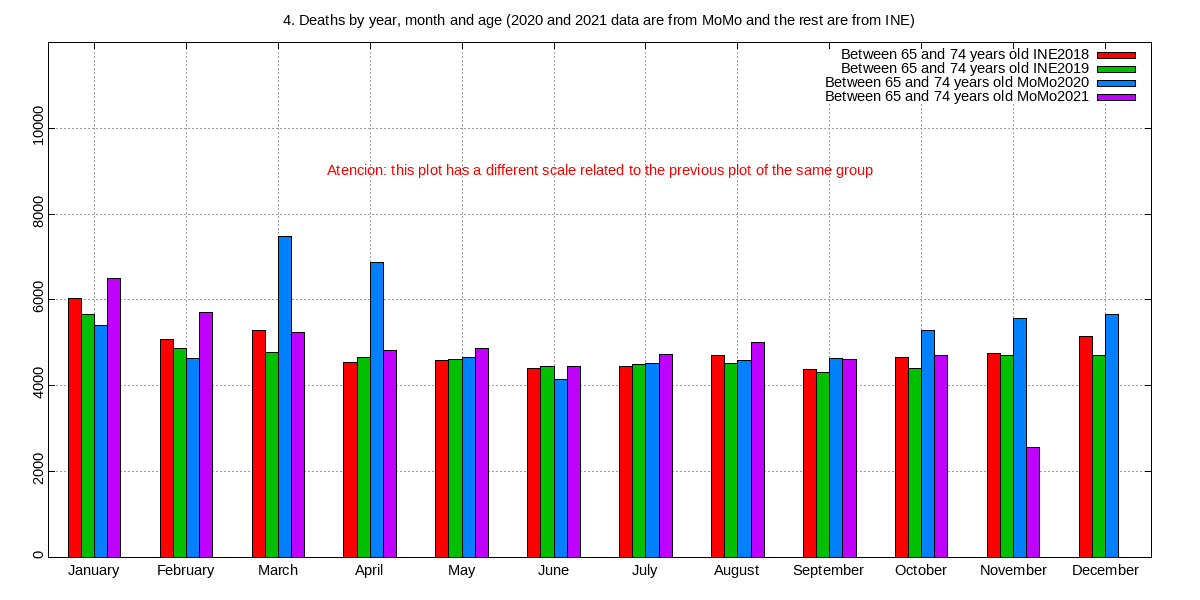 4. Deaths by year, month and age (2020 and 2021 data are from MoMo and the rest are from INE)
Between 65 and 74 years old INE2018
Between 65 and 74 years old INE2019
Between 65 and 74 years old MoMo2020
Between 65 and 74 years old MoMo2021
Atencion: this plot has a different scale related to the previous plot of the same group
10000
8000
6000
4000
2000
0
January February March April May June July August September October November December